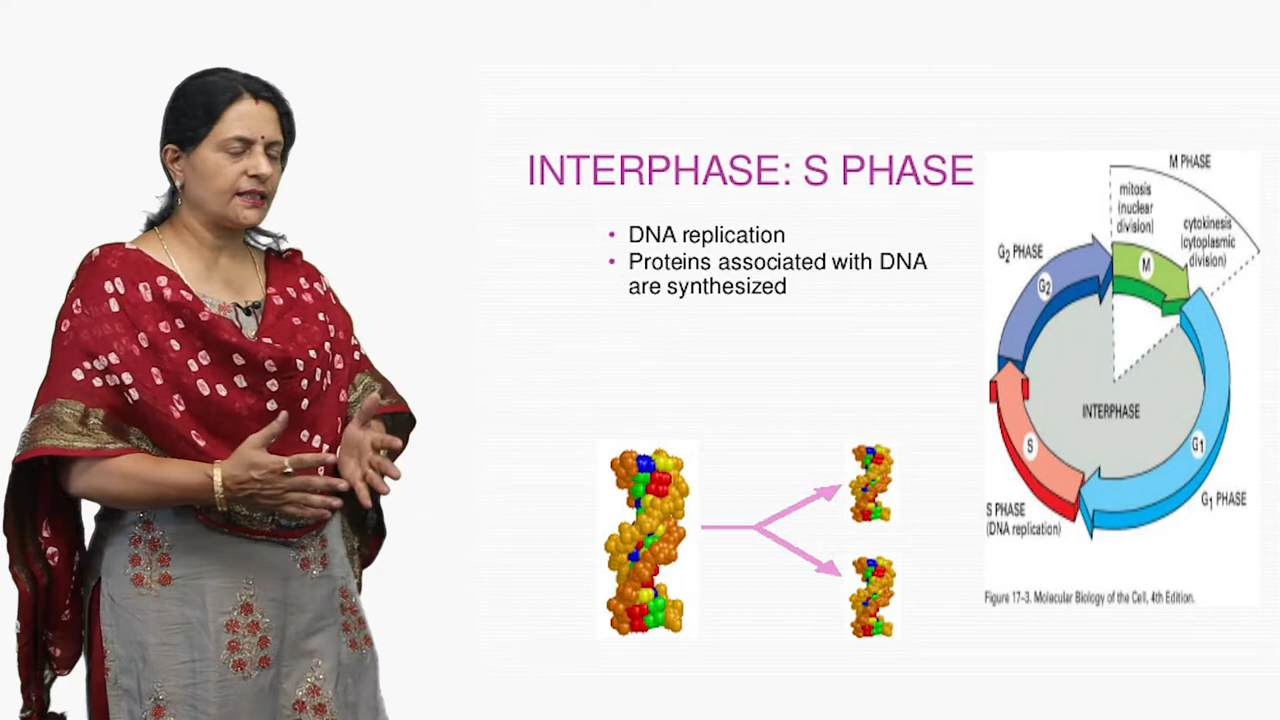 INTERPHASE: S PHASE
• DNA replication
• Proteins associated with DNA
are synthesized
M PHASE
mitosis
(nuclear
division)
cytokinesis
(cytoplasmic
division)
G2 PHASE
M
G2
INTERPHASE
S
G1
G1 PHASE
S PHASE
(DNA replication)
Figure 17-3. Molecular Biology of the Cell, 4th Edition.